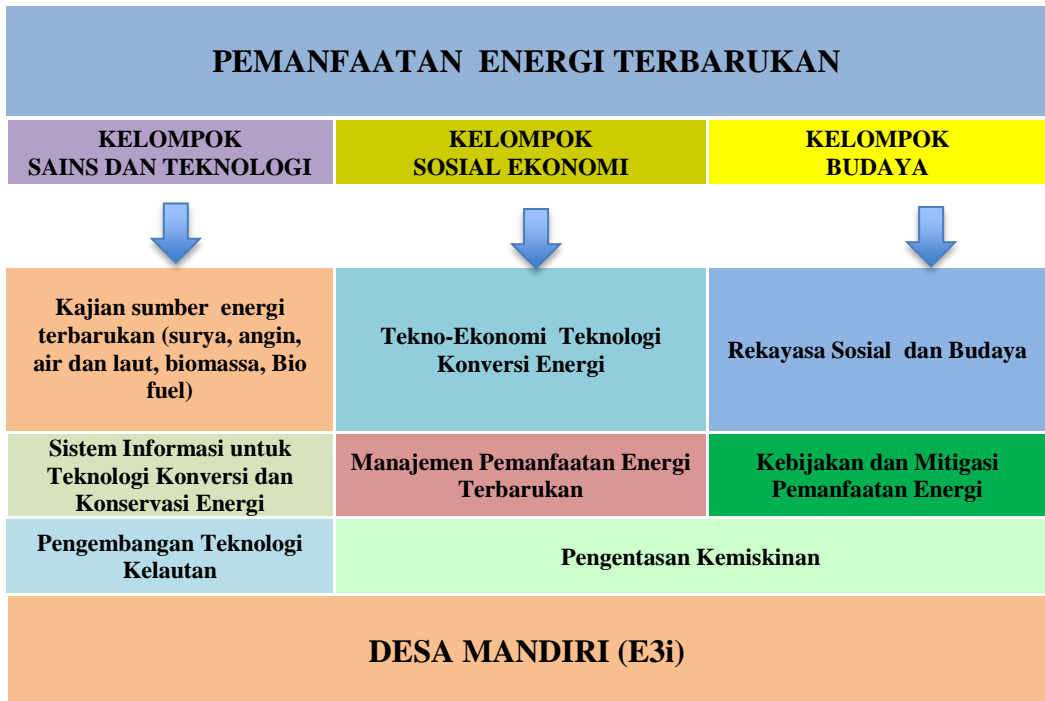 PEMANFAATAN ENERGI TERBARUKAN
KELOMPOK
SAINS DAN TEKNOLOGI
KELOMPOK
SOSIAL EKONOMI
KELOMPOK
BUDAYA
Kajian sumber energi
terbarukan (surya, angin,
air dan laut, biomassa, Bio
fuel)
Tekno-Ekonomi Teknologi
Konversi Energi
Rekayasa Sosial dan Budaya
Sistem Informasi untuk
Teknologi Konversi dan
Konservasi Energi
Manajemen Pemanfaatan Energi
Terbarukan
Kebijakan dan Mitigasi
Pemanfaatan Energi
Pengembangan Teknologi
Kelautan
Pengentasan Kemiskinan
DESA MANDIRI (E3i)